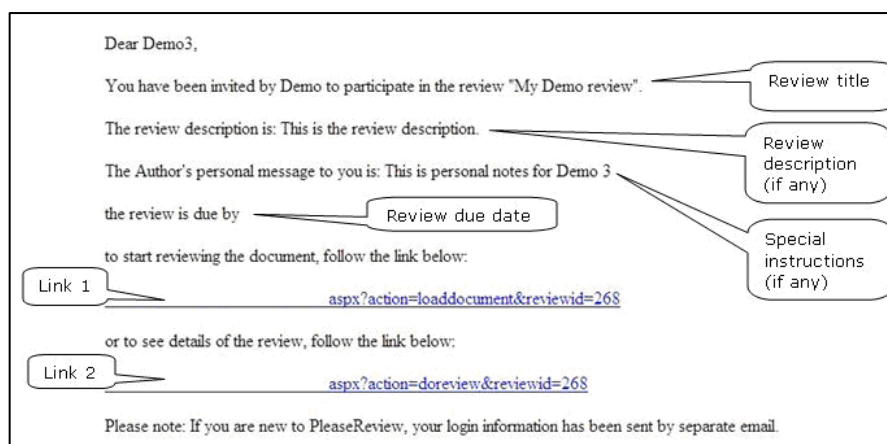 Dear Demo3,
You have been invited by Demo to participate in the review "My Demo review".
Review title
The review description is: This is the review description.
Review
description
(if any)
The Author's personal message to you is: This is personal notes for Demo 3
the review is due by
Review due date
Special
instructions
(if any)
to start reviewing the document, follow the link below:
Link 1
aspx?action=loaddocument&reviewid=268
or to see details of the review, follow the link below:
Link 2
aspx?action=doreview&reviewid=268
Please note: If you are new to PleaseReview, your login information has been sent by separate email.